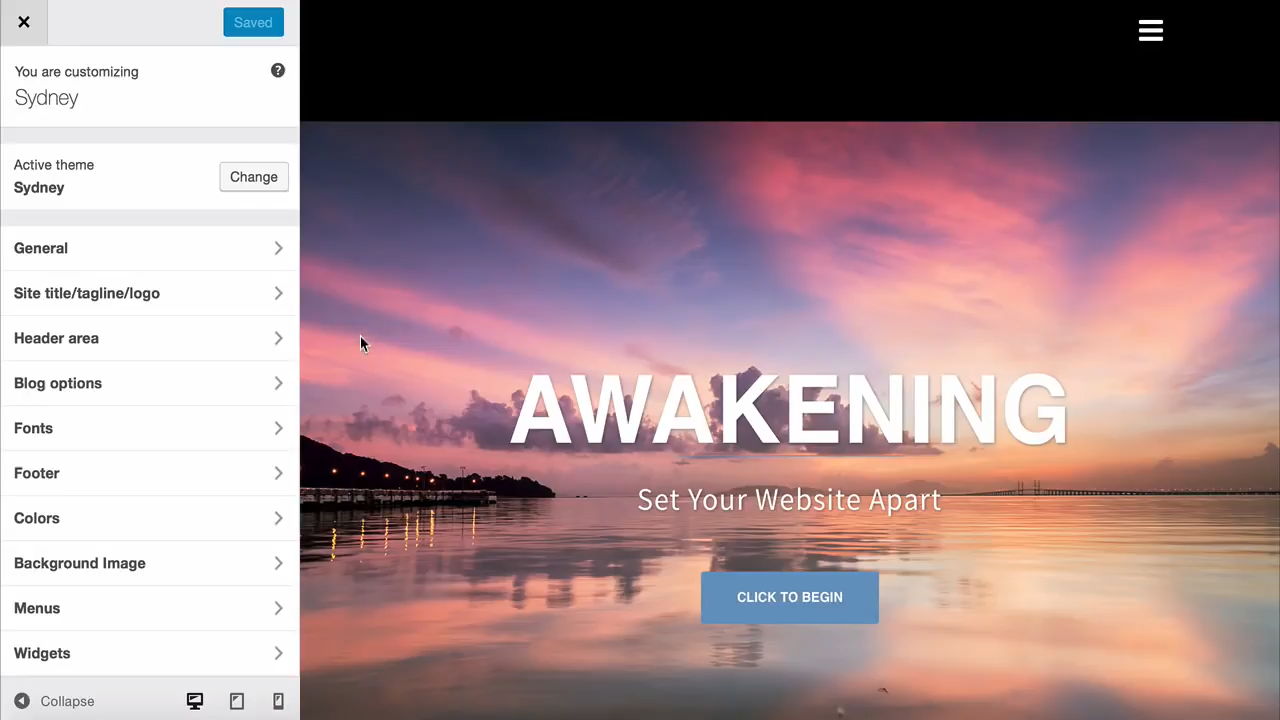 Saved
You are customizing
Sydney
Active theme
Sydney
Change
General
Site title/tagline/logo
Header area
Blog options
Fonts
Footer
Colors
Background Image
Menus
Widgets
Collapse
AWAKENING
Set Your Website Apart
CLICK TO BEGIN